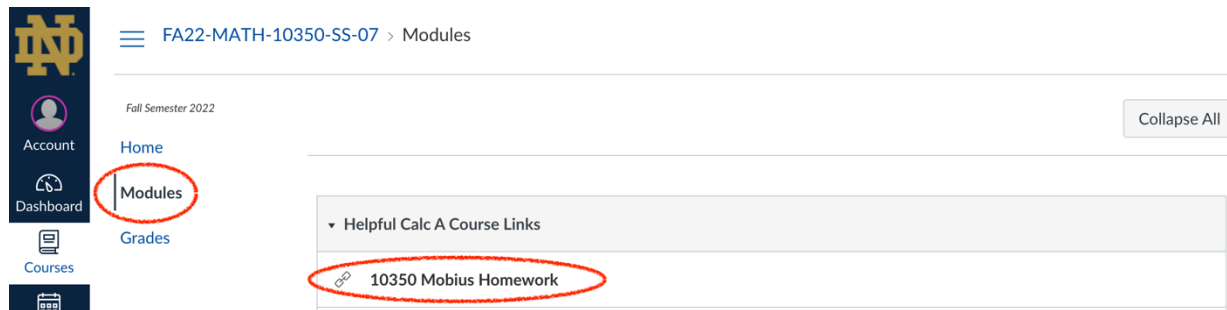 ND
FA22-MATH-10350-SS-07 > Modules
Fall Semester 2022
Collapse All
Account
Home
Modules
Dashboard
Helpful Calc A Course Links
Grades
Courses
10350 Mobius Homework